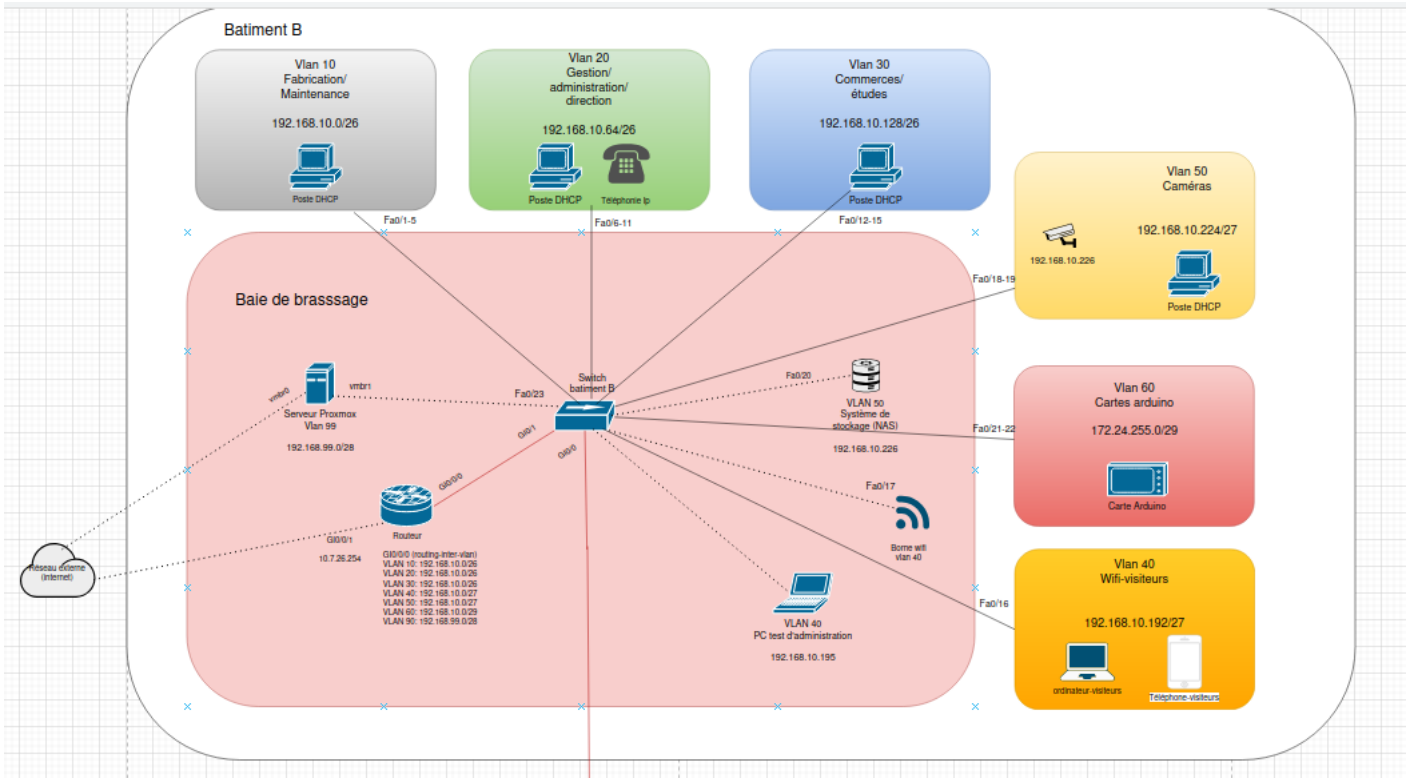 Batiment B
Vlan 10
Fabrication/
Maintenance
192.168.10.0/26
Poste DHCP
Vlan 20
Gestion/
administration/
direction
192.168.10.64/26
Poste DHCP
Téléphonie Ip
Vlan 30
Commerces/
études
192.168.10.128/26
Poste DHCP
Vlan 50
Caméras
192.168.10.224/27
192.168.10.226
Poste DHCP
Fa0/1-5
Fa0/6-11
Fa0/12-15
Fa0/18-19
Baie de brasssage
Switch
batiment B
vmbr0
vmbr1
Fa0/23
Fa0/20
Serveur Proxmox
Vlan 99
192.168.99.0/28
VLAN 50
Système de
stockage (NAS)
192.168.10.226
Fa0/21-22
Vlan 60
Cartes arduino
172.24.255.0/29
Carte Arduino
GI0/1
GI0/0
GI0/0/0
Fa0/17
Routeur
GI0/0/1
10.7.26.254
GI0/0/0 (routing-inter-vlan)
VLAN 10: 192.168.10.0/26
VLAN 20: 192.168.10.0/26
VLAN 30: 192.168.10.0/26
VLAN 40: 192.168.10.0/27
VLAN 50: 192.168.10.0/27
VLAN 60: 192.168.10.0/29
VLAN 90: 192.168.99.0/28
Réseau externe
(Internet)
Borne wifi
vlan 40
VLAN 40
PC test d'administration
192.168.10.195
Fa0/16
Vlan 40
Wifi-visiteurs
192.168.10.192/27
ordinateur-visiteurs
Téléphone-visiteurs